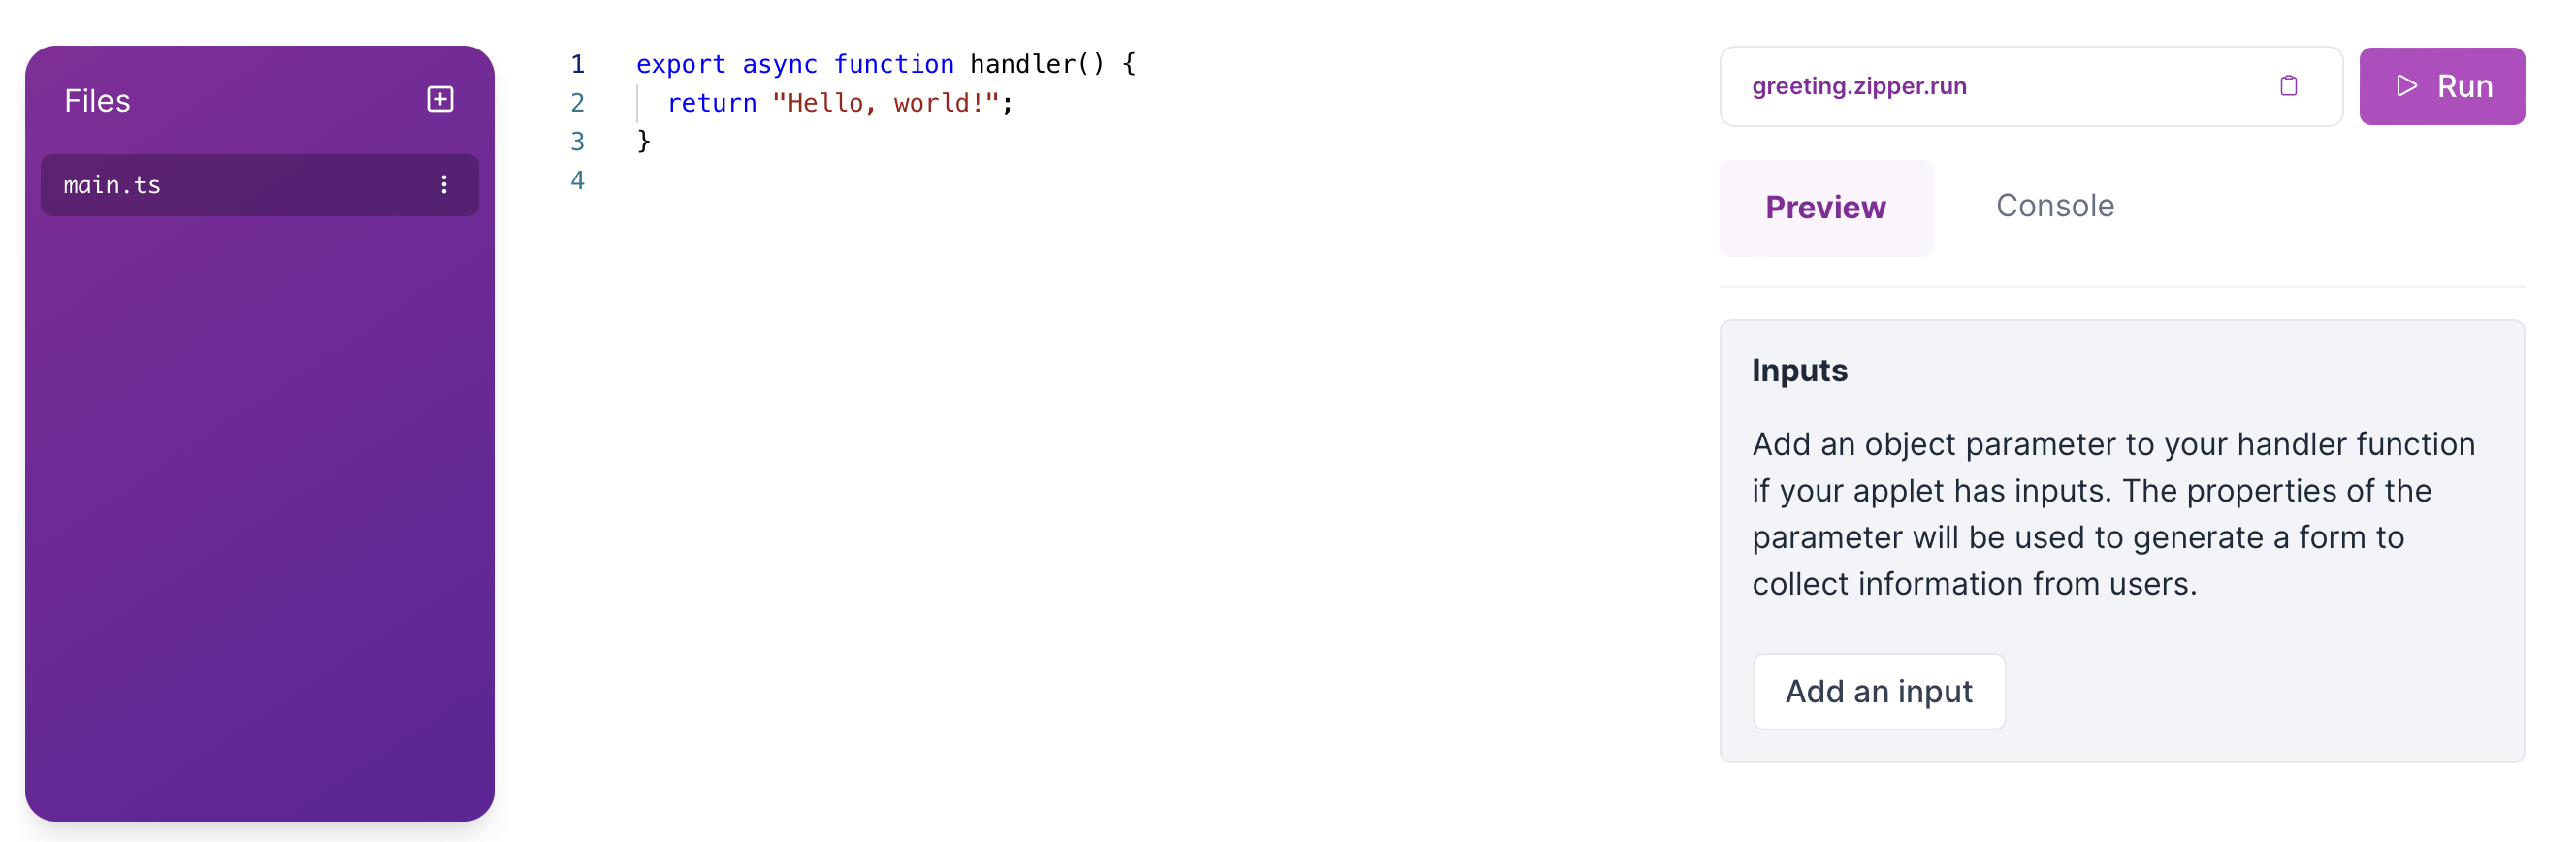 Files
main.ts
1 export async function handler() {
2 return "Hello, world!";
3 }
4
greeting.zipper.run
Run
Preview
Console
Inputs
Add an object parameter to your handler function
if your applet has inputs. The properties of the
parameter will be used to generate a form to
collect information from users.
Add an input